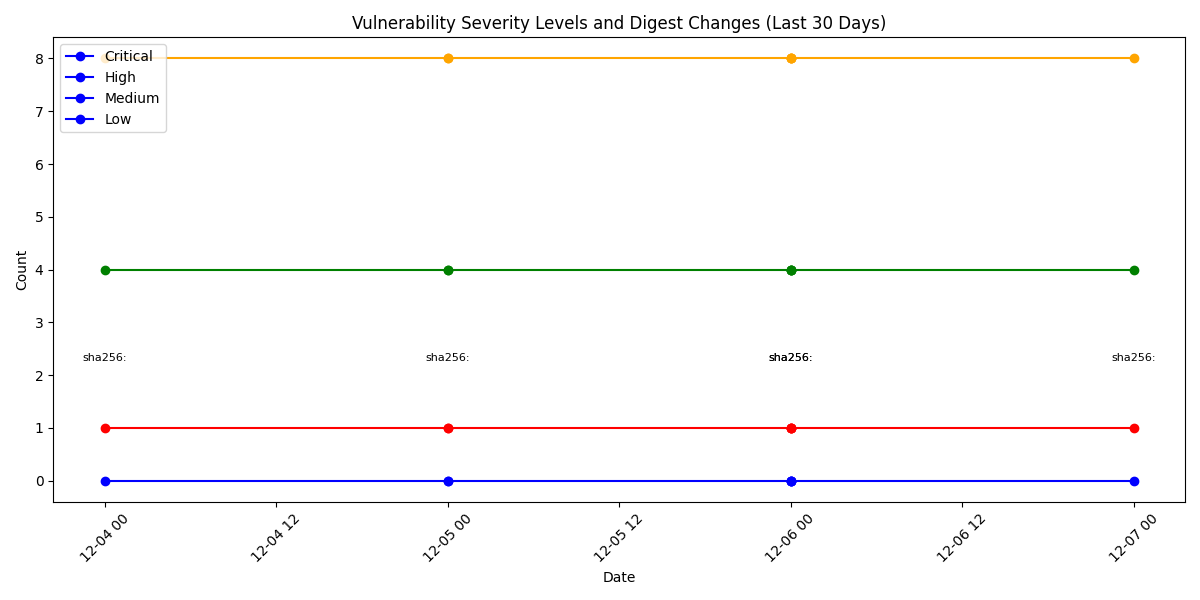 Vulnerability Severity Levels and Digest Changes (Last 30 Days)
Critical
High
Medium
Low
8
7
6
5
4
3
2
1
0
Count
sha256:
sha256:
sha256:
sha256:
12-04 00
12-04 12
12-05 00
12-05 12
12-06 00
12-06 12
12-07 00
Date